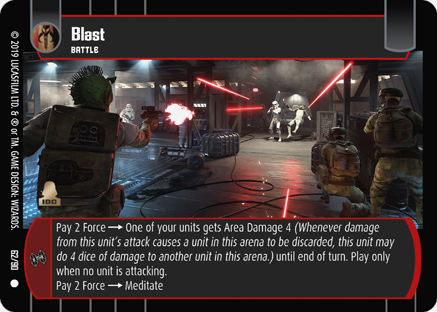 Blast
BATTLE
© 2019 LUCASFILM LTD. & ® or TM. GAME DESIGN: WIZARDS.
IDC
Pay 2 Force → One of your units gets Area Damage 4 (Whenever damage
from this unit's attack causes a unit in this arena to be discarded, this unit may
do 4 dice of damage to another unit in this arena.) until end of turn. Play only
when no unit is attacking.
Pay 2 Force → Meditate